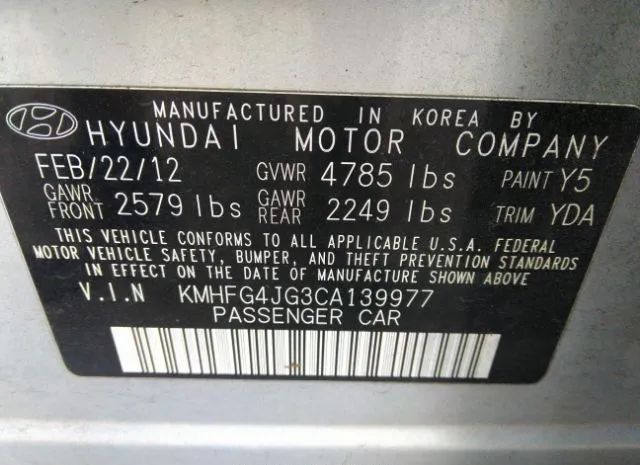 MANUFACTURED IN KOREA BY
HYUNDAI MOTOR COMPANY
FEB/22/12 GVWR 4785 lbs PAINT Y5
GAWR FRONT 2579 lbs GAWR REAR 2249 lbs TRIM YDA
THIS VEHICLE CONFORMS TO ALL APPLICABLE U.S.A. FEDERAL
MOTOR VEHICLE SAFETY, BUMPER, AND THEFT PREVENTION STANDARDS
IN EFFECT ON THE DATE OF MANUFACTURE SHOWN ABOVE
V.I.N KMHFG4JG3CA139977
PASSENGER CAR